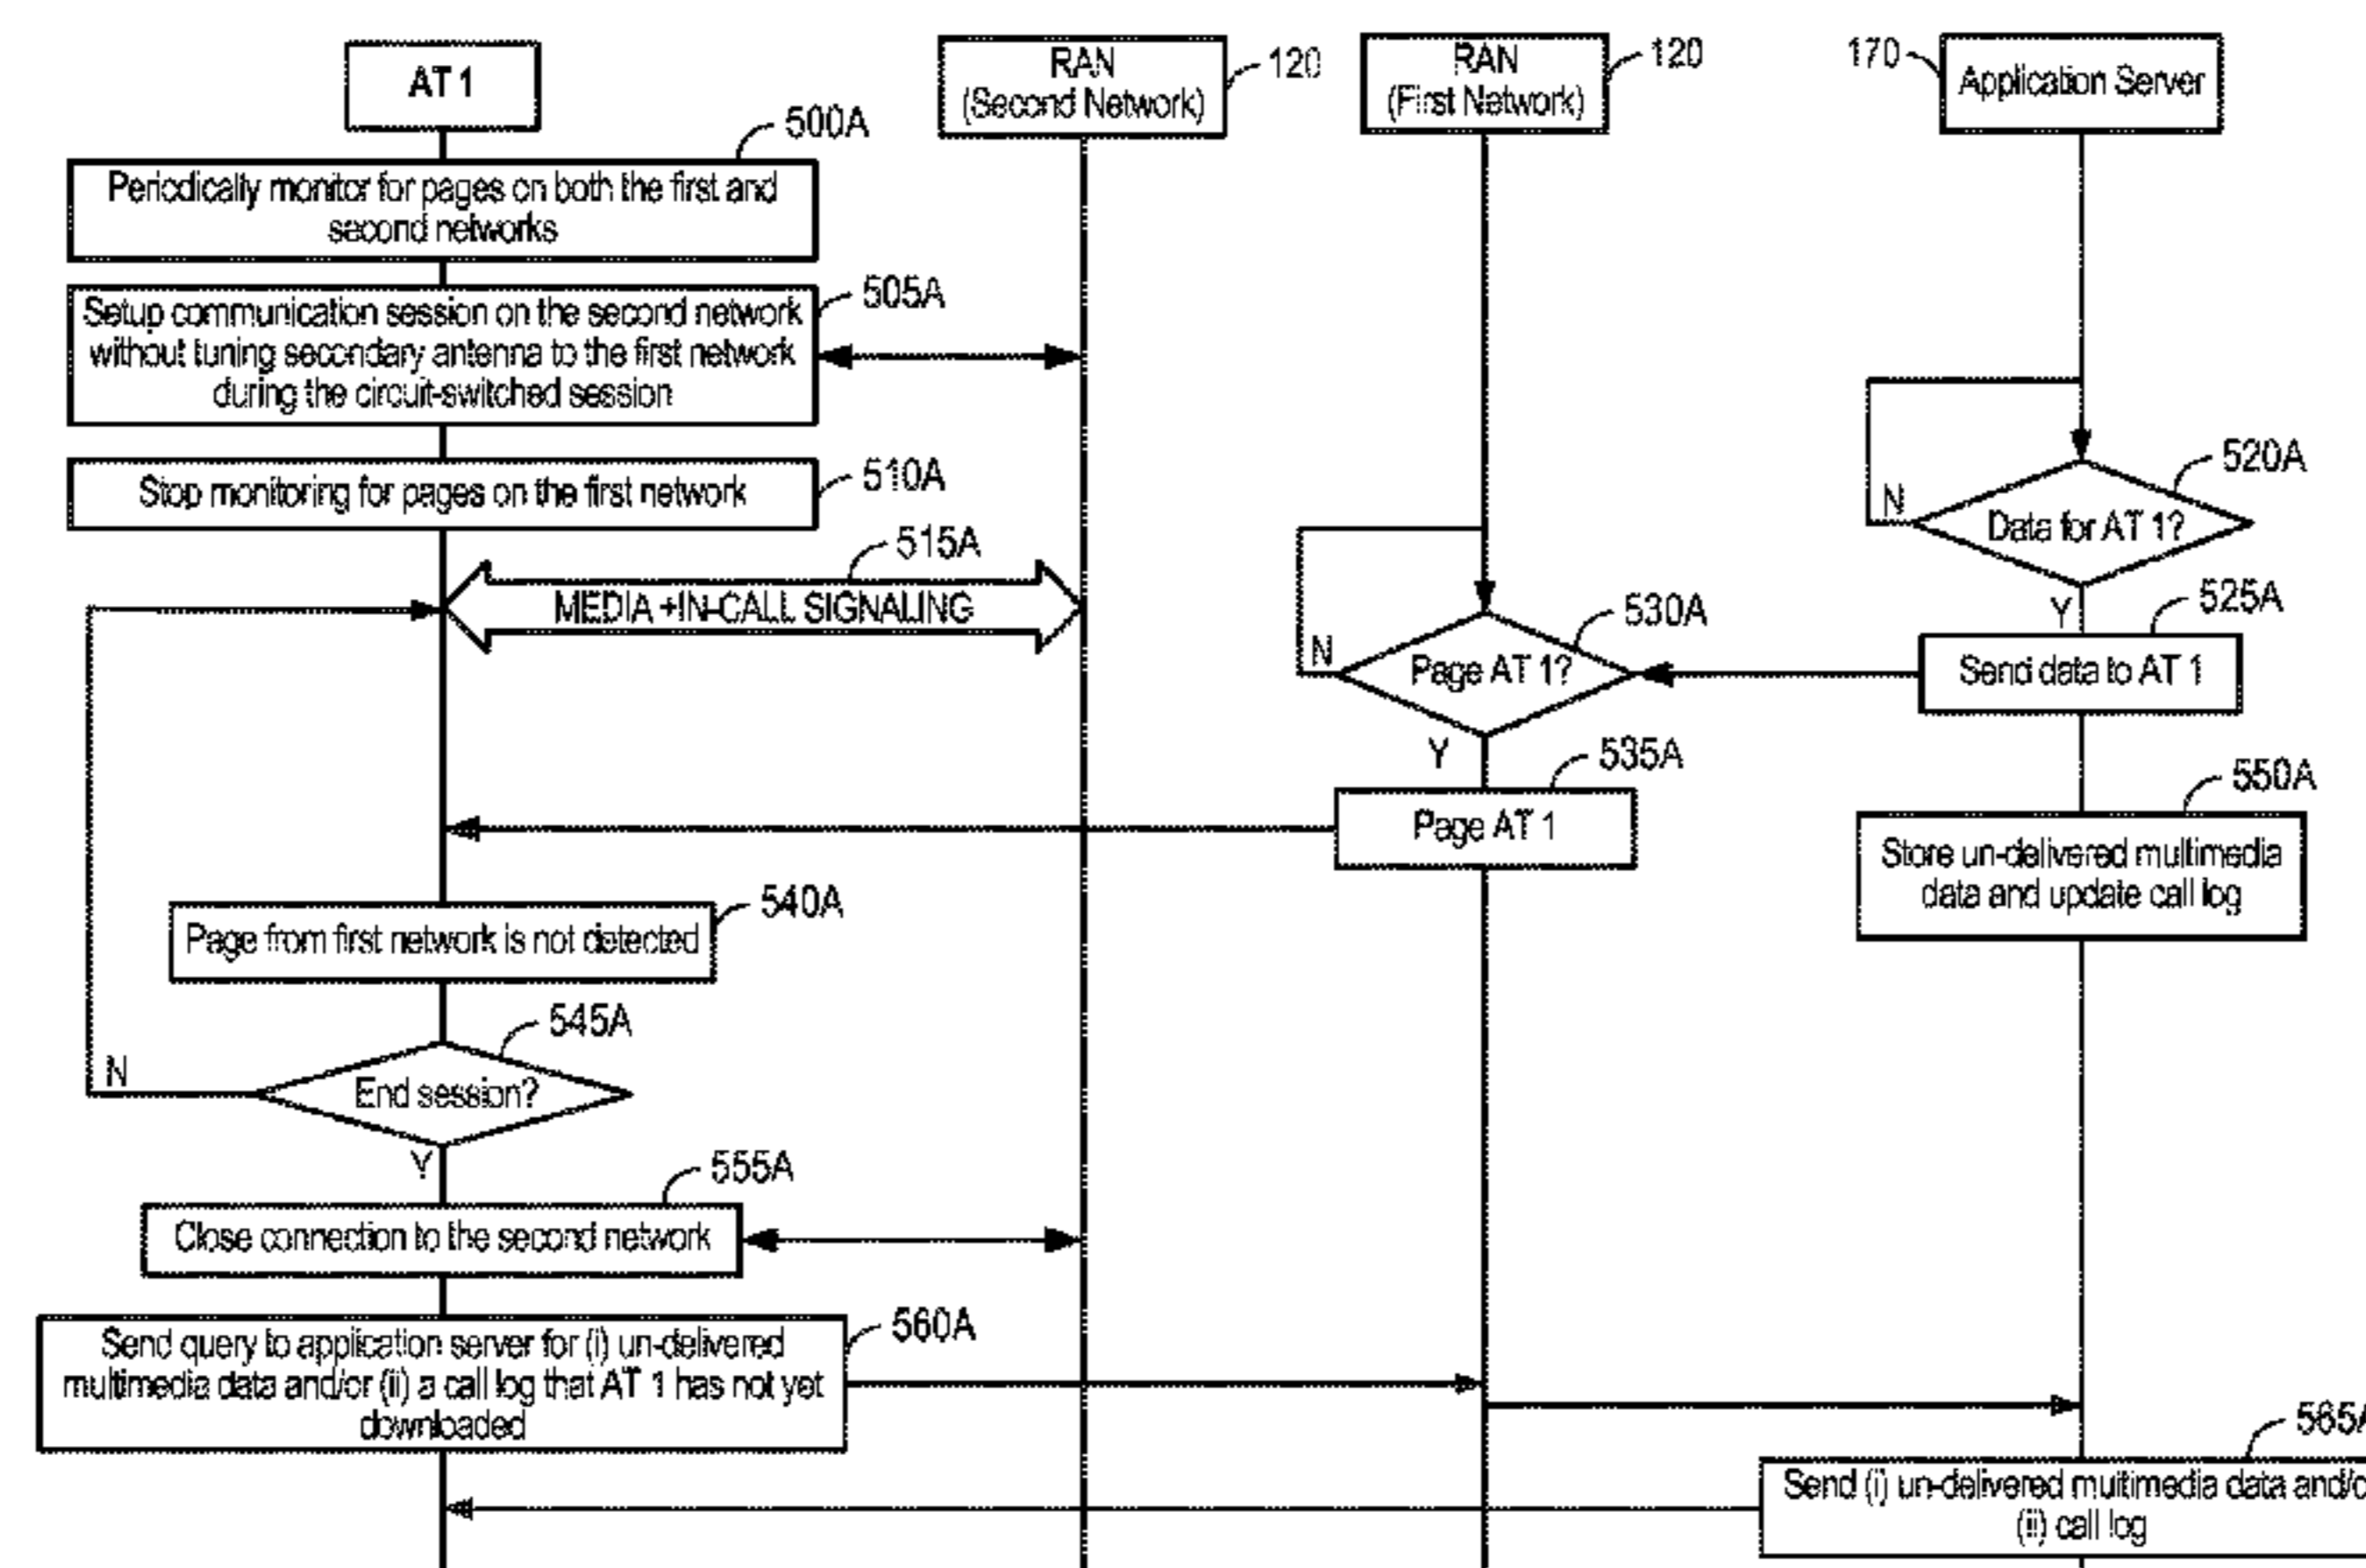 AT 1
RAN
(Second Network)
120
RAN
(First Network)
120
170
Application Server
500A
Periodically monitor for pages on both the first and
second networks
505A
Setup communication session on the second network
without tuning secondary antenna to the first network
during the circuit-switched session
510A
Stop monitoring for pages on the first network
520A
Data for AT 1?
N
Y
515A
MEDIA +IN-CALL SIGNALING
525A
Send data to AT 1
530A
Page AT 1?
N
Y
535A
Page AT 1
550A
Store un-delivered multimedia
data and update call log
540A
Page from first network is not detected
545A
End session?
N
Y
555A
Close connection to the second network
560A
Send query to application server for (i) un-delivered
multimedia data and/or (ii) a call log that AT 1 has not yet
downloaded
565A
Send (i) un-delivered multimedia data and/o
(ii) call log